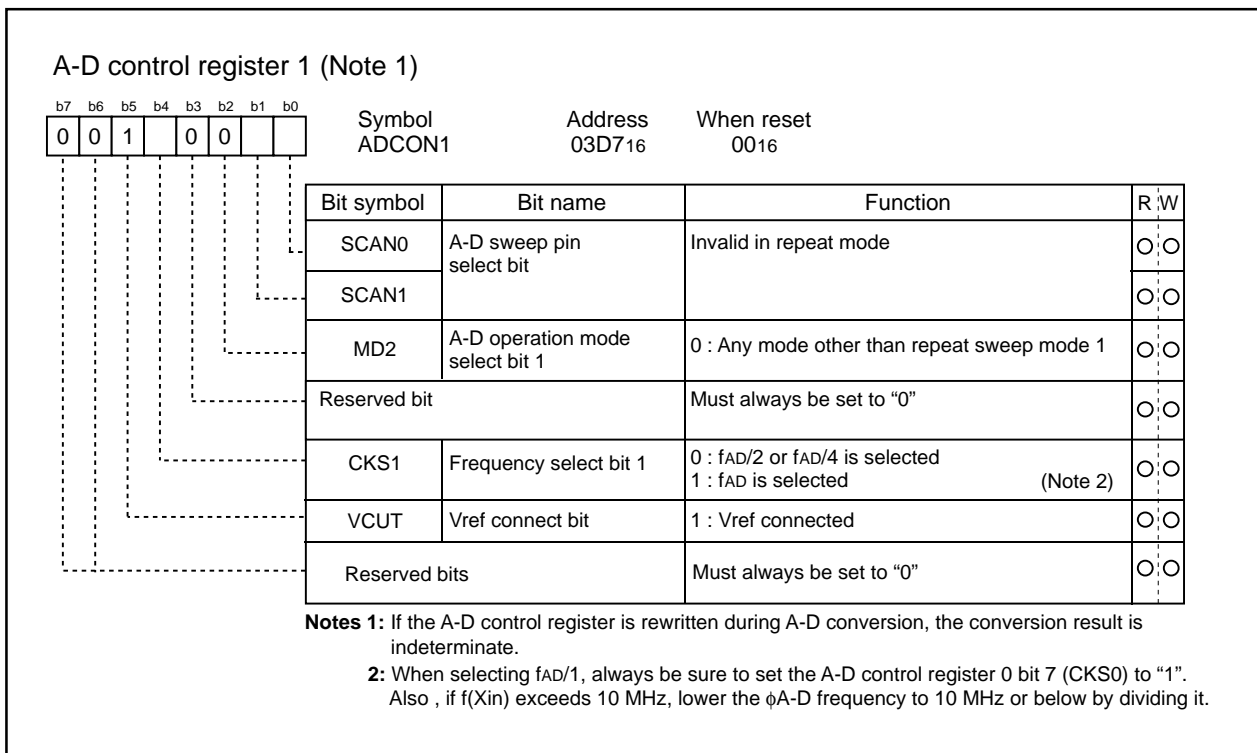 A-D control register 1 (Note 1)
b7 b6 b5 b4 b3 b2 b1 b0
0 0 1 0 0
Symbol Address When reset
ADCON1 03D716 0016
Bit symbol Bit name Function R W
SCAN0 A-D sweep pin Invalid in repeat mode O O
select bit
SCAN1 O O
MD2 A-D operation mode 0 : Any mode other than repeat sweep mode 1 O O
select bit 1
Reserved bit Must always be set to “0” O O
CKS1 Frequency select bit 1 0 : fAD/2 or fAD/4 is selected O O
1 : fAD is selected (Note 2)
VCUT Vref connect bit 1 : Vref connected O O
Reserved bits Must always be set to “0” O O
Notes 1: If the A-D control register is rewritten during A-D conversion, the conversion result is
indeterminate.
2: When selecting fAD/1, always be sure to set the A-D control register 0 bit 7 (CKS0) to “1”.
Also , if f(Xin) exceeds 10 MHz, lower the ϕA-D frequency to 10 MHz or below by dividing it.